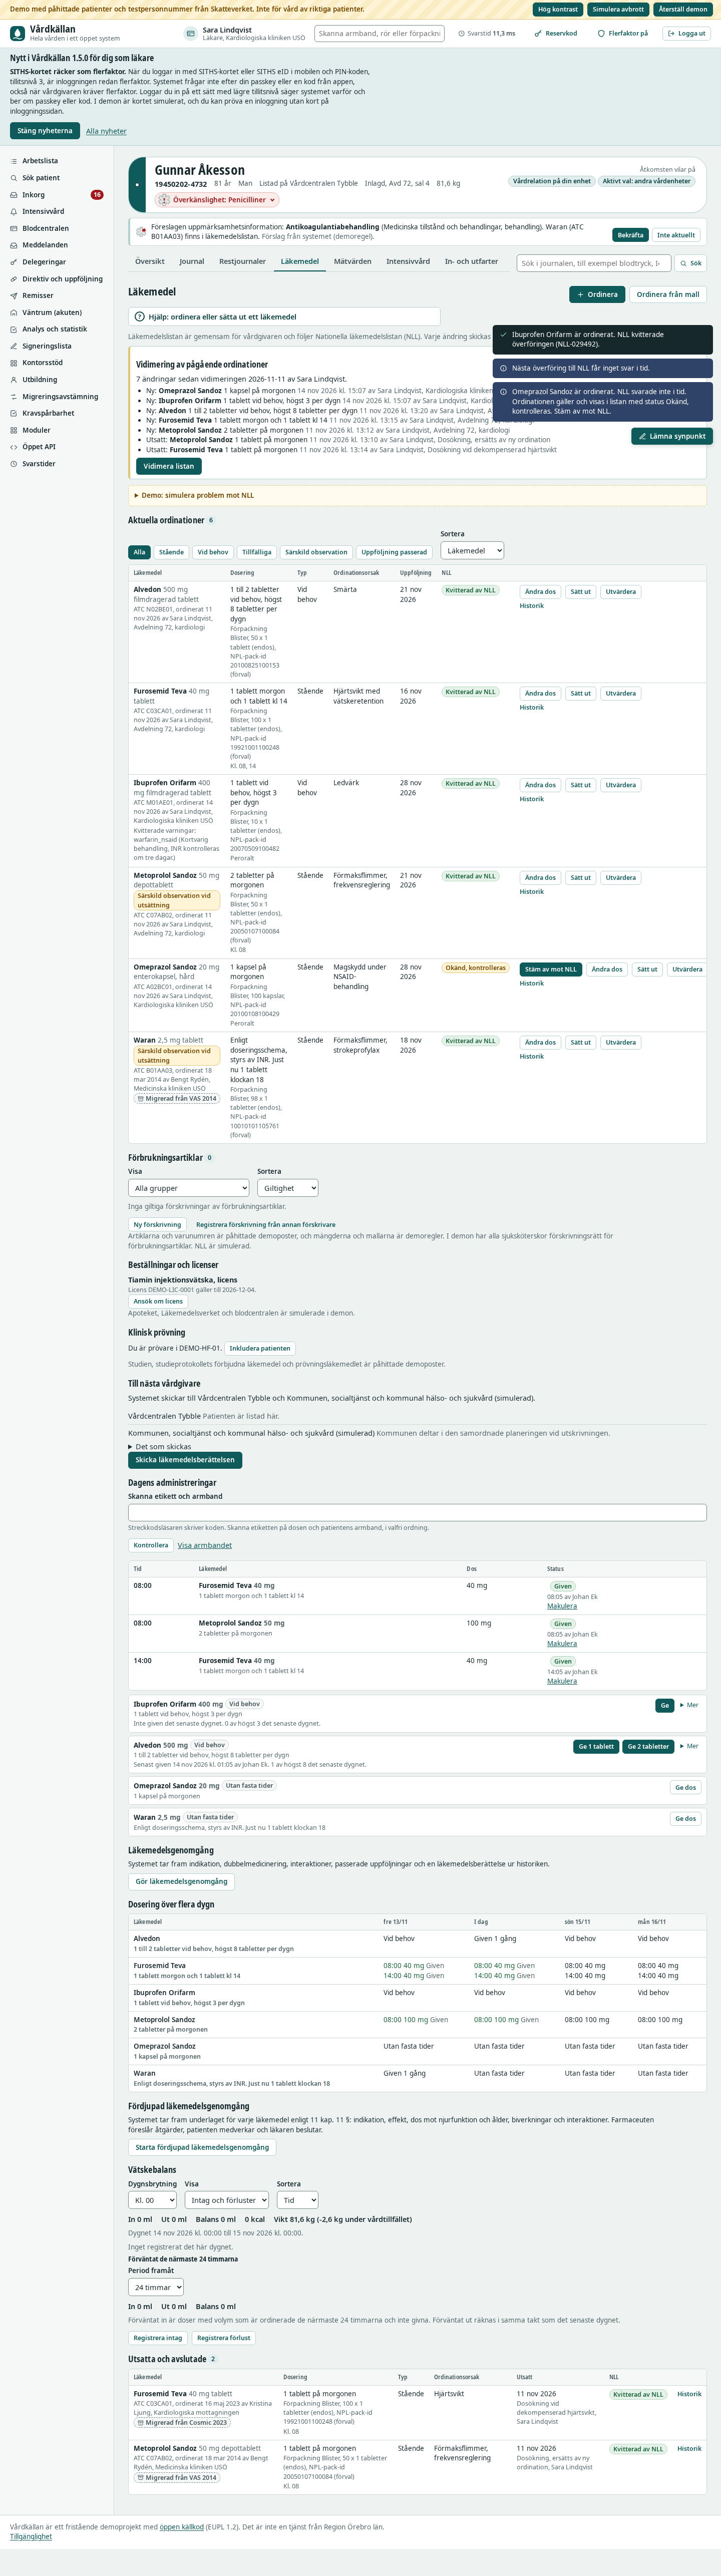 Demo med påhittade patienter och testpersonnummer från Skatteverket. Inte för vård av riktiga patienter.
Hög kontrast
Simulera avbrott
Återställ demon
Vårdkällan
Hela vården i ett öppet system
Sara Lindqvist
Läkare, Kardiologiska kliniken USÖ
Skanna armband, rör eller förpackn
Svarstid 11,3 ms
Reservkod
Flerfaktor på
Logga ut
Nytt i Vårdkällan 1.5.0 för dig som läkare
SITHS-kortet räcker som flerfaktor. När du loggar in med SITHS-kortet eller SITHS eID i mobilen och PIN-koden,
tillitsnivå 3, är inloggningen redan flerfaktor. Systemet frågar inte efter din passkey eller en kod från appen,
också när vårdgivaren kräver flerfaktor. Loggar du in på ett sätt med lägre tillitsnivå säger systemet varför och
ber om passkey eller kod. I demon är kortet simulerat, och du kan pröva en inloggning utan kort på
inloggningssidan.
Stäng nyheterna
Alla nyheter
Arbetslista
Sök patient
Inkorg
16
Intensivvård
Blodcentralen
Meddelanden
Delegeringar
Direktiv och uppföljning
Remisser
Väntrum (akuten)
Analys och statistik
Signeringslista
Kontorsstöd
Utbildning
Migreringsavstämning
Kravspårbarhet
Moduler
Öppet API
Svarstider
Gunnar Åkesson
19450202-4732 81 år Man Listad på Vårdcentralen Tybble Inlagd, Avd 72, sal 4 81,6 kg
Överkänslighet: Penicilliner
Åtkomsten vilar på
Vårdrelation på din enhet
Aktivt val: andra vårdenheter
Föreslagen uppmärksamhetsinformation: Antikoagulantiabehandling (Medicinska tillstånd och behandlingar, behandling). Waran (ATC
B01AA03) finns i läkemedelslistan. Förslag från systemet (demoregel).
Bekräfta
Inte aktuellt
Översikt
Journal
Restjournaler
Läkemedel
Mätvärden
Intensivvård
In- och utfarter
Sök i journalen, till exempel blodtryck,
Sök
Läkemedel
Ordinera
Ordinera från mall
Hjälp: ordinera eller sätta ut ett läkemedel
Läkemedelslistan är gemensam för vårdgivaren och följer Nationella läkemedelslistan (NLL). Varje ändring skickas
Ibuprofen Orifarm är ordinerat. NLL kvitterade
överföringen (NLL-029492).
Nästa överföring till NLL får inget svar i tid.
Omeprazol Sandoz är ordinerat. NLL svarade inte i tid.
Ordinationen gäller och visas i listan med status Okänd,
kontrolleras. Stäm av mot NLL.
Lämna synpunkt
Vidimering av pågående ordinationer
7 ändringar sedan vidimeringen 2026-11-11 av Sara Lindqvist.
Ny: Omeprazol Sandoz 1 kapsel på morgonen 14 nov 2026 kl. 15:07 av Sara Lindqvist, Kardiologiska kliniken
Ny: Ibuprofen Orifarm 1 tablett vid behov, högst 3 per dygn 14 nov 2026 kl. 15:07 av Sara Lindqvist,
Ny: Alvedon 1 till 2 tabletter vid behov, högst 8 tabletter per dygn 11 nov 2026 kl. 13:20 av Sara Lindqvist,
Ny: Furosemid Teva 1 tablett morgon och 1 tablett kl 14 11 nov 2026 kl. 13:15 av Sara Lindqvist, Avdelning 72, kardiologi
Ny: Metoprolol Sandoz 2 tabletter på morgonen 11 nov 2026 kl. 13:12 av Sara Lindqvist, Avdelning 72, kardiologi
Utsatt: Metoprolol Sandoz 1 tablett på morgonen 11 nov 2026 kl. 13:10 av Sara Lindqvist, Dosökning, ersätts av ny ordination
Utsatt: Furosemid Teva 1 tablett på morgonen 11 nov 2026 kl. 13:14 av Sara Lindqvist, Dosökning vid dekompenserad hjärtsvikt
Vidimera listan
Demo: simulera problem mot NLL
Aktuella ordinationer 6
Alla
Stående
Vid behov
Tillfälliga
Särskild observation
Uppföljning passerad
Sortera
Läkemedel
Läkemedel Dosering Typ Ordinationsorsak Uppföljning NLL
Alvedon 500 mg
filmdragerad tablett
ATC N02BE01, ordinerat 11
nov 2026 av Sara Lindqvist,
Avdelning 72, kardiologi
1 till 2 tabletter
vid behov, högst
8 tabletter per
dygn
Förpackning
Blister, 50 x 1
tablett (endos),
NPL-pack-id
20100825100153
(förval)
Vid
behov
Smärta
21 nov
2026
Kvitterad av NLL
Ändra dos
Sätt ut
Utvärdera
Historik
Furosemid Teva 40 mg
tablett
ATC C03CA01, ordinerat 11
nov 2026 av Sara Lindqvist,
Avdelning 72, kardiologi
1 tablett morgon
och 1 tablett kl 14
Förpackning
Blister, 100 x 1
tabletter (endos),
NPL-pack-id
19921001100248
(förval)
Kl. 08, 14
Stående
Hjärtsvikt med
vätskeretention
16 nov
2026
Kvitterad av NLL
Ändra dos
Sätt ut
Utvärdera
Historik
Ibuprofen Orifarm 400
mg filmdragerad tablett
ATC M01AE01, ordinerat 14
nov 2026 av Sara Lindqvist,
Kardiologiska kliniken USÖ
Kvitterade varningar:
warfarin_nsaid (Kortvarig
behandling, INR kontrolleras
om tre dagar.)
1 tablett vid
behov, högst 3
per dygn
Förpackning
Blister, 10 x 1
tabletter (endos),
NPL-pack-id
20070509100482
Peroralt
Vid
behov
Ledvärk
28 nov
2026
Kvitterad av NLL
Ändra dos
Sätt ut
Utvärdera
Historik
Metoprolol Sandoz 50 mg
depottablett
Särskild observation vid
utsättning
ATC C07AB02, ordinerat 11
nov 2026 av Sara Lindqvist,
Avdelning 72, kardiologi
2 tabletter på
morgonen
Förpackning
Blister, 50 x 1
tabletter (endos),
NPL-pack-id
20050107100084
(förval)
Kl. 08
Stående
Förmaksflimmer,
frekvensreglering
21 nov
2026
Kvitterad av NLL
Ändra dos
Sätt ut
Utvärdera
Historik
Omeprazol Sandoz 20 mg
enterokapsel, hård
ATC A02BC01, ordinerat 14
nov 2026 av Sara Lindqvist,
Kardiologiska kliniken USÖ
1 kapsel på
morgonen
Förpackning
Blister, 100 kapslar,
NPL-pack-id
20100108100429
Peroralt
Stående
Magskydd under
NSAID-
behandling
28 nov
2026
Okänd, kontrolleras
Stäm av mot NLL
Ändra dos
Sätt ut
Utvärdera
Historik
Waran 2,5 mg tablett
Särskild observation vid
utsättning
ATC B01AA03, ordinerat 18
mar 2014 av Bengt Rydén,
Medicinska kliniken USÖ
Migrerad från VAS 2014
Enligt
doseringsschema,
styrs av INR. Just
nu 1 tablett
klockan 18
Förpackning
Blister, 98 x 1
tabletter (endos),
NPL-pack-id
10010101105761
(förval)
Stående
Förmaksflimmer,
strokeprofylax
18 nov
2026
Kvitterad av NLL
Ändra dos
Sätt ut
Utvärdera
Historik
Förbrukningsartiklar 0
Visa
Sortera
Alla grupper
Giltighet
Inga giltiga förskrivningar av förbrukningsartiklar.
Ny förskrivning
Registrera förskrivning från annan förskrivare
Artiklarna och varunumren är påhittade demoposter, och mängderna och mallarna är demoregler. I demon har alla sjuksköterskor förskrivningsrätt för
förbrukningsartiklar. NLL är simulerad.
Beställningar och licenser
Tiamin injektionsvätska, licens
Licens DEMO-LIC-0001 gäller till 2026-12-04.
Ansök om licens
Apoteket, Läkemedelsverket och blodcentralen är simulerade i demon.
Klinisk prövning
Du är prövare i DEMO-HF-01.
Inkludera patienten
Studien, studieprotokollets förbjudna läkemedel och prövningsläkemedlet är påhittade demoposter.
Till nästa vårdgivare
Systemet skickar till Vårdcentralen Tybble och Kommunen, socialtjänst och kommunal hälso- och sjukvård (simulerad).
Vårdcentralen Tybble Patienten är listad här.
Kommunen, socialtjänst och kommunal hälso- och sjukvård (simulerad) Kommunen deltar i den samordnade planeringen vid utskrivningen.
Det som skickas
Skicka läkemedelsberättelsen
Dagens administreringar
Skanna etikett och armband
Streckkodsläsaren skriver koden. Skanna etiketten på dosen och patientens armband, i valfri ordning.
Kontrollera
Visa armbandet
Tid Läkemedel Dos Status
08:00 Furosemid Teva 40 mg 40 mg Given
1 tablett morgon och 1 tablett kl 14 08:05 av Johan Ek
Makulera
08:00 Metoprolol Sandoz 50 mg 100 mg Given
2 tabletter på morgonen 08:05 av Johan Ek
Makulera
14:00 Furosemid Teva 40 mg 40 mg Given
1 tablett morgon och 1 tablett kl 14 14:05 av Johan Ek
Makulera
Ibuprofen Orifarm 400 mg Vid behov
1 tablett vid behov, högst 3 per dygn
Inte given det senaste dygnet. 0 av högst 3 det senaste dygnet.
Ge
Mer
Alvedon 500 mg Vid behov
1 till 2 tabletter vid behov, högst 8 tabletter per dygn
Senast given 14 nov 2026 kl. 01:05 av Johan Ek. 1 av högst 8 det senaste dygnet.
Ge 1 tablett
Ge 2 tabletter
Mer
Omeprazol Sandoz 20 mg Utan fasta tider
1 kapsel på morgonen
Ge dos
Waran 2,5 mg Utan fasta tider
Enligt doseringsschema, styrs av INR. Just nu 1 tablett klockan 18
Ge dos
Läkemedelsgenomgång
Systemet tar fram indikation, dubbelmedicinering, interaktioner, passerade uppföljningar och en läkemedelsberättelse ur historiken.
Gör läkemedelsgenomgång
Dosering över flera dygn
Läkemedel fre 13/11 I dag sön 15/11 mån 16/11
Alvedon Vid behov Given 1 gång Vid behov Vid behov
1 till 2 tabletter vid behov, högst 8 tabletter per dygn
Furosemid Teva 08:00 40 mg Given 08:00 40 mg Given 08:00 40 mg 08:00 40 mg
1 tablett morgon och 1 tablett kl 14 14:00 40 mg Given 14:00 40 mg Given 14:00 40 mg 14:00 40 mg
Ibuprofen Orifarm Vid behov Vid behov Vid behov Vid behov
1 tablett vid behov, högst 3 per dygn
Metoprolol Sandoz 08:00 100 mg Given 08:00 100 mg Given 08:00 100 mg 08:00 100 mg
2 tabletter på morgonen
Omeprazol Sandoz Utan fasta tider Utan fasta tider Utan fasta tider Utan fasta tider
1 kapsel på morgonen
Waran Given 1 gång Utan fasta tider Utan fasta tider Utan fasta tider
Enligt doseringsschema, styrs av INR. Just nu 1 tablett klockan 18
Fördjupad läkemedelsgenomgång
Systemet tar fram underlaget för varje läkemedel enligt 11 kap. 11 §: indikation, effekt, dos mot njurfunktion och ålder, biverkningar och interaktioner. Farmaceuten
föreslår åtgärder, patienten medverkar och läkaren beslutar.
Starta fördjupad läkemedelsgenomgång
Vätskebalans
Dygnsbrytning Visa Sortera
Kl. 00 Intag och förluster Tid
In 0 ml Ut 0 ml Balans 0 ml 0 kcal Vikt 81,6 kg (-2,6 kg under vårdtillfället)
Dygnet 14 nov 2026 kl. 00:00 till 15 nov 2026 kl. 00:00.
Inget registrerat det här dygnet.
Förväntat de närmaste 24 timmarna
Period framåt
24 timmar
In 0 ml Ut 0 ml Balans 0 ml
Förväntat in är doser med volym som är ordinerade de närmaste 24 timmarna och inte givna. Förväntat ut räknas i samma takt som det senaste dygnet.
Registrera intag
Registrera förlust
Utsatta och avslutade 2
Läkemedel Dosering Typ Ordinationsorsak Utsatt NLL
Furosemid Teva 40 mg tablett
ATC C03CA01, ordinerat 16 maj 2023 av Kristina
Ljung, Kardiologiska mottagningen
Migrerad från Cosmic 2023
1 tablett på morgonen
Förpackning Blister, 100 x 1
tabletter (endos), NPL-pack-id
19921001100248 (förval)
Kl. 08
Stående
Hjärtsvikt
11 nov 2026
Dosökning vid
dekompenserad hjärtsvikt,
Sara Lindqvist
Kvitterad av NLL
Historik
Metoprolol Sandoz 50 mg depottablett
ATC C07AB02, ordinerat 18 mar 2014 av Bengt
Rydén, Medicinska kliniken USÖ
Migrerad från VAS 2014
1 tablett på morgonen
Förpackning Blister, 50 x 1 tabletter
(endos), NPL-pack-id
20050107100084 (förval)
Kl. 08
Stående
Förmaksflimmer,
frekvensreglering
11 nov 2026
Dosökning, ersätts av ny
ordination, Sara Lindqvist
Kvitterad av NLL
Historik
Vårdkällan är ett fristående demoprojekt med öppen källkod (EUPL 1.2). Det är inte en tjänst från Region Örebro län.
Tillgänglighet